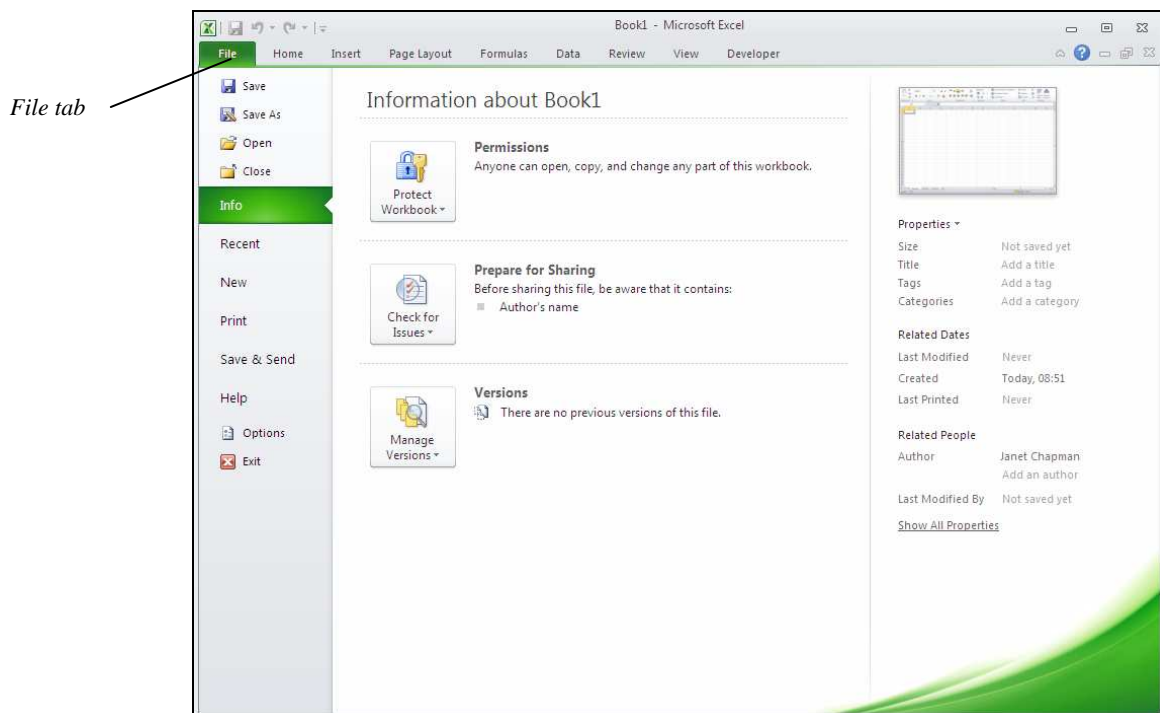 Book1 - Microsoft Excel
File Home Insert Page Layout Formulas Data Review View Developer
File tab
Save
Save As
Open
Close
Info
Recent
New
Print
Save & Send
Help
Options
Exit
Information about Book1
Protect
Workbook
Permissions
Anyone can open, copy, and change any part of this workbook.
Check for
Issues
Prepare for Sharing
Before sharing this file, be aware that it contains:
Author's name
Manage
Versions
Versions
There are no previous versions of this file.
Properties
Size Not saved yet
Title Add a title
Tags Add a tag
Categories Add a category
Related Dates
Last Modified Never
Created Today, 08:51
Last Printed Never
Related People
Author Janet Chapman
Add an author
Last Modified By Not saved yet
Show All Properties